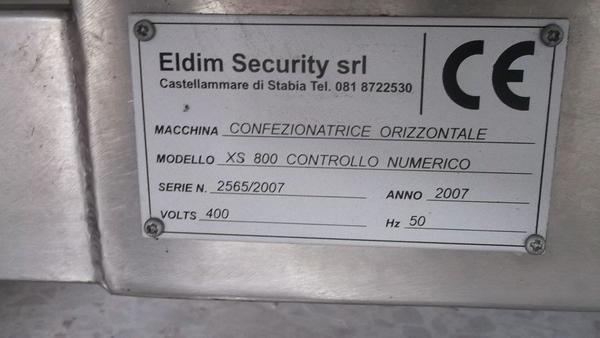 Eldim Security srl
Castellammare di Stabia Tel. 081 8722530
CE
MACCHINA CONFEZIONATRICE ORIZZONTALE
MODELLO XS 800 CONTROLLO NUMERICO
SERIE N. 2565/2007 ANNO 2007
VOLTS 400 Hz 50